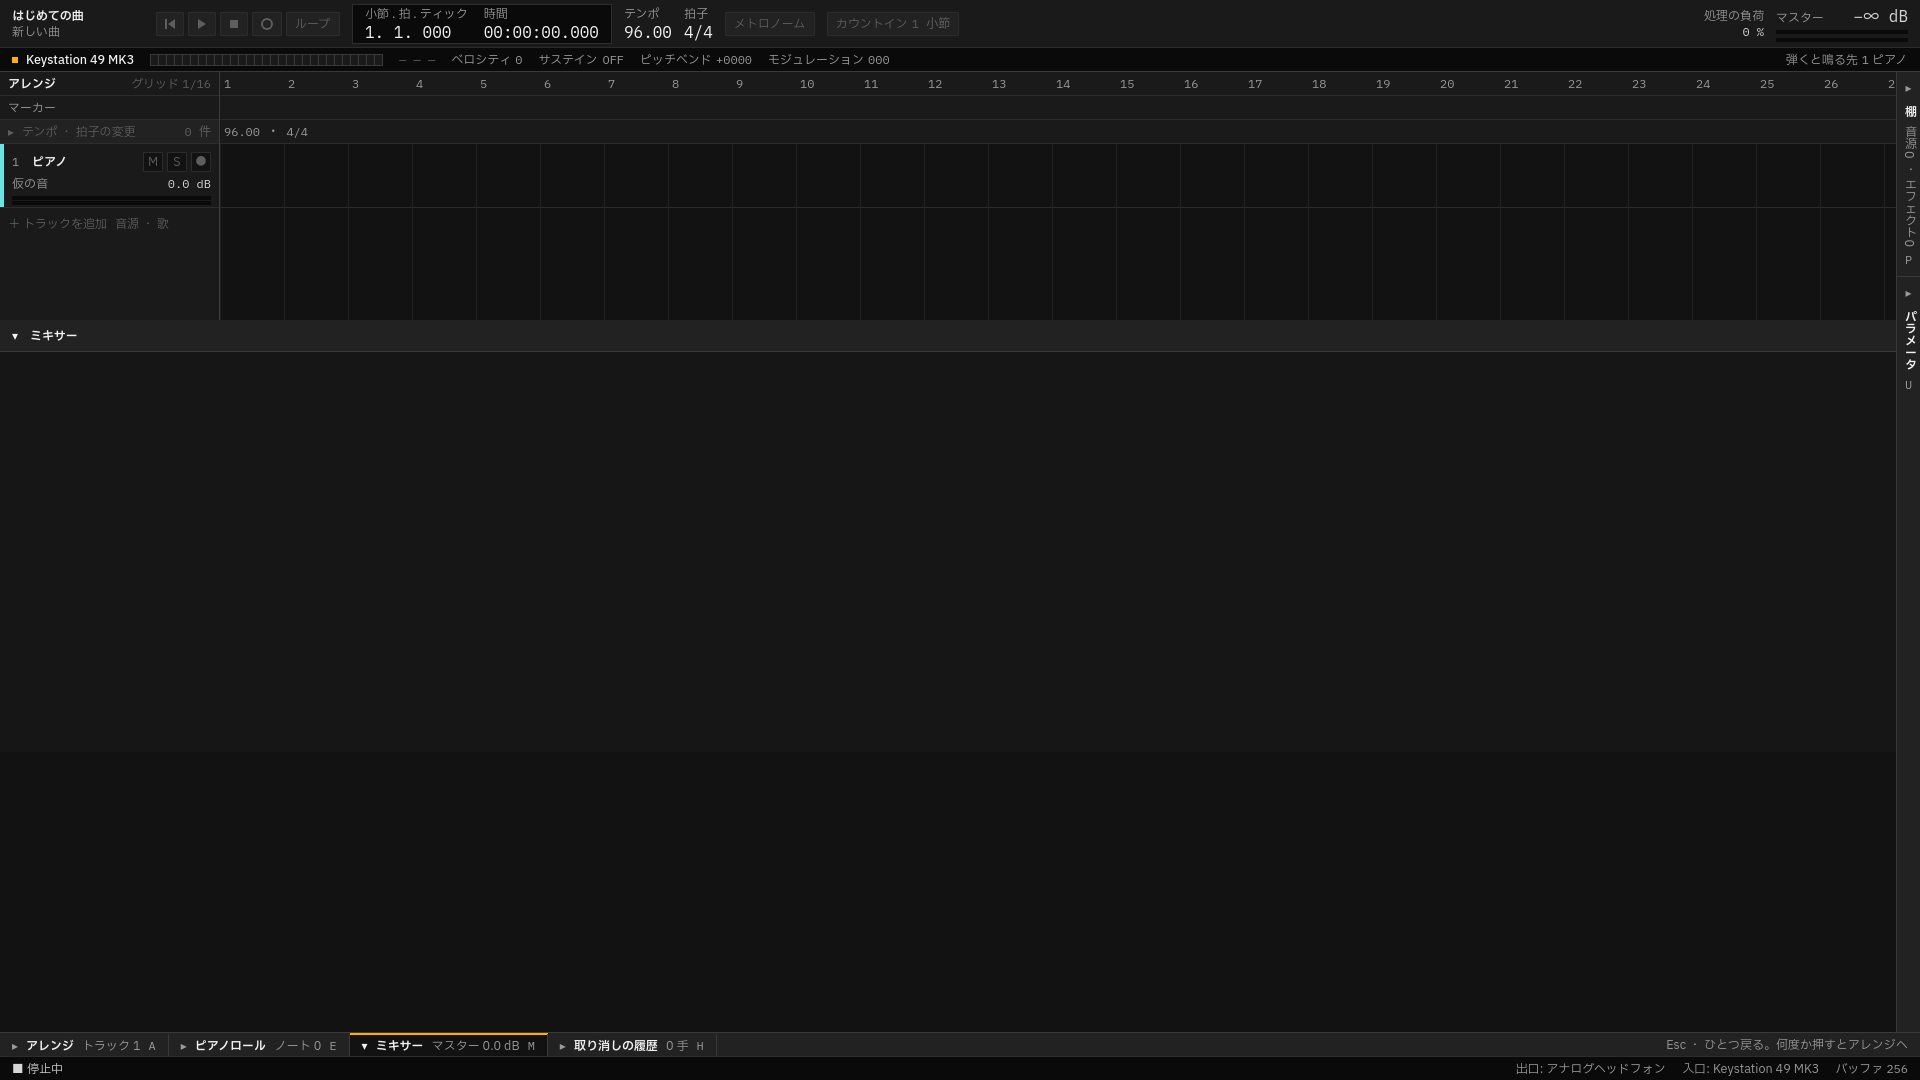 はじめての曲
新しい曲
ループ
小節 . 拍 . ティック 時間
1. 1. 000 00:00:00.000
テンポ 拍子
96.00 4/4
メトロノーム
カウントイン 1 小節
処理の負荷
0 %
マスター −∞ dB
Keystation 49 MK3
— — — ベロシティ 0 サステイン OFF ピッチベンド +0000 モジュレーション 000
弾くと鳴る先 1 ピアノ
アレンジ グリッド 1/16
1 2 3 4 5 6 7 8 9 10 11 12 13 14 15 16 17 18 19 20 21 22 23 24 25 26 2
マーカー
▸ テンポ · 拍子の変更 0 件
96.00 · 4/4
1 ピアノ M S ●
仮の音 0.0 dB
＋ トラックを追加 音源 · 歌
▾ ミキサー
▸ 棚 音源 0 · エフェクト 0 P
▸ パラメータ U
▸ アレンジ トラック 1 A
▸ ピアノロール ノート 0 E
▾ ミキサー マスター 0.0 dB M
▸ 取り消しの履歴 0 手 H
Esc · ひとつ戻る。何度か押すとアレンジへ
■ 停止中
出口: アナログヘッドフォン 入口: Keystation 49 MK3 バッファ 256